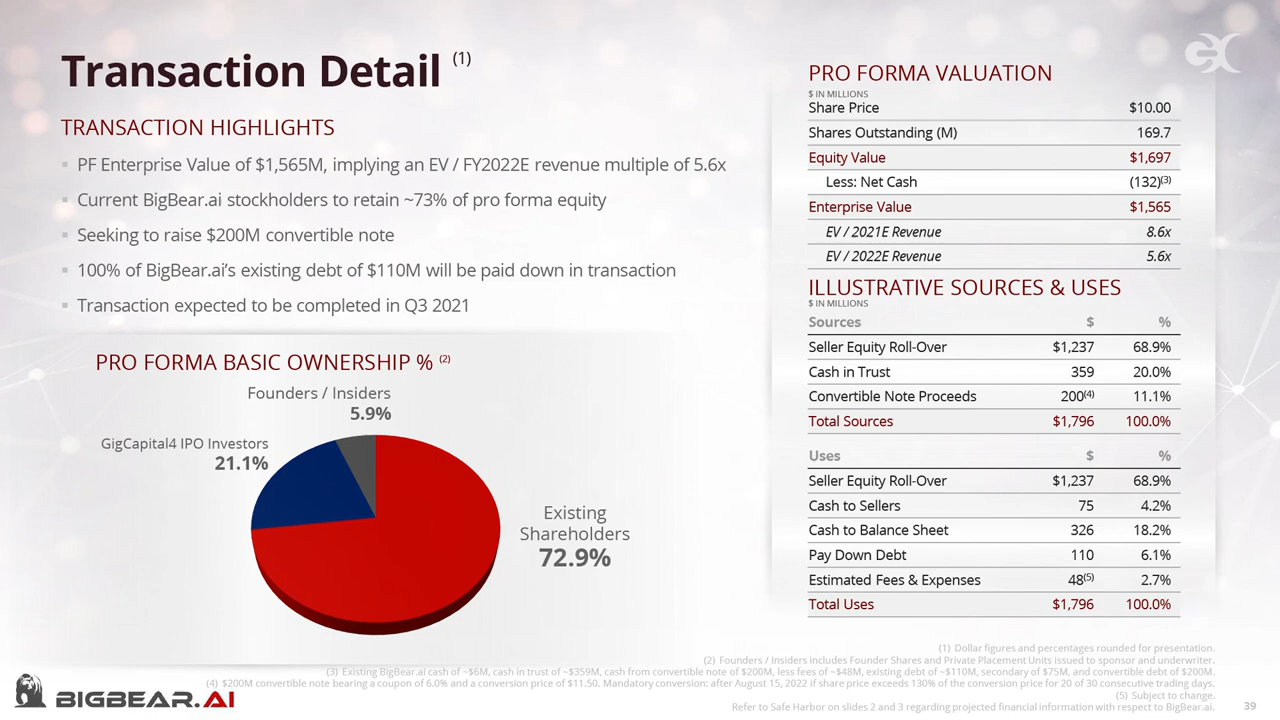 Transaction Detail (1)
TRANSACTION HIGHLIGHTS
▪ PF Enterprise Value of $1,565M, implying an EV / FY2022E revenue multiple of 5.6x
▪ Current BigBear.ai stockholders to retain ~73% of pro forma equity
▪ Seeking to raise $200M convertible note
▪ 100% of BigBear.ai’s existing debt of $110M will be paid down in transaction
▪ Transaction expected to be completed in Q3 2021
PRO FORMA BASIC OWNERSHIP % (2)
Founders / Insiders
5.9%
GigCapital4 IPO Investors
21.1%
Existing
Shareholders
72.9%
PRO FORMA VALUATION
$ IN MILLIONS
Share Price $10.00
Shares Outstanding (M) 169.7
Equity Value $1,697
Less: Net Cash (132)(3)
Enterprise Value $1,565
EV / 2021E Revenue 8.6x
EV / 2022E Revenue 5.6x
ILLUSTRATIVE SOURCES & USES
$ IN MILLIONS
Sources $ %
Seller Equity Roll-Over $1,237 68.9%
Cash in Trust 359 20.0%
Convertible Note Proceeds 200(4) 11.1%
Total Sources $1,796 100.0%
Uses $ %
Seller Equity Roll-Over $1,237 68.9%
Cash to Sellers 75 4.2%
Cash to Balance Sheet 326 18.2%
Pay Down Debt 110 6.1%
Estimated Fees & Expenses 48(5) 2.7%
Total Uses $1,796 100.0%
(1) Dollar figures and percentages rounded for presentation.
(2) Founders / Insiders includes Founder Shares and Private Placement Units issued to sponsor and underwriter.
(3) Existing BigBear.ai cash of ~$6M, cash in trust of ~$359M, cash from convertible note of $200M, less fees of ~$48M, existing debt of ~$110M, secondary of $75M, and convertible debt of $200M.
(4) $200M convertible note bearing a coupon of 6.0% and a conversion price of $11.50. Mandatory conversion: after August 15, 2022 if share price exceeds 130% of the conversion price for 20 of 30 consecutive trading days.
(5) Subject to change.
Refer to Safe Harbor on slides 2 and 3 regarding projected financial information with respect to BigBear.ai.
39
BIGBEAR.AI